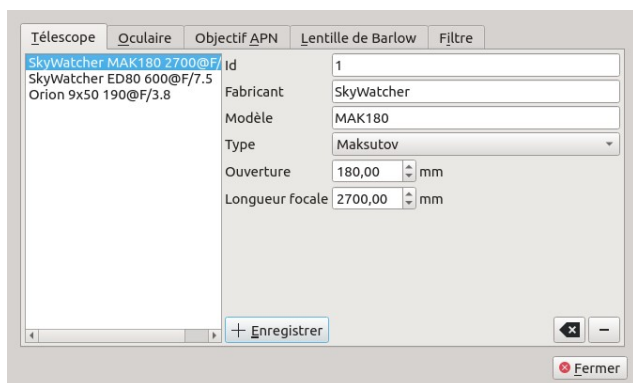 Télescope Oculaire Objectif APN Lentille de Barlow Filtre
SkyWatcher MAK180 2700@F/
SkyWatcher ED80 600@F/7.5
Orion 9x50 190@F/3.8
Id 1
Fabricant SkyWatcher
Modèle MAK180
Type Maksutov
Ouverture 180,00 mm
Longueur focale 2700,00 mm
Enregistrer
Fermer